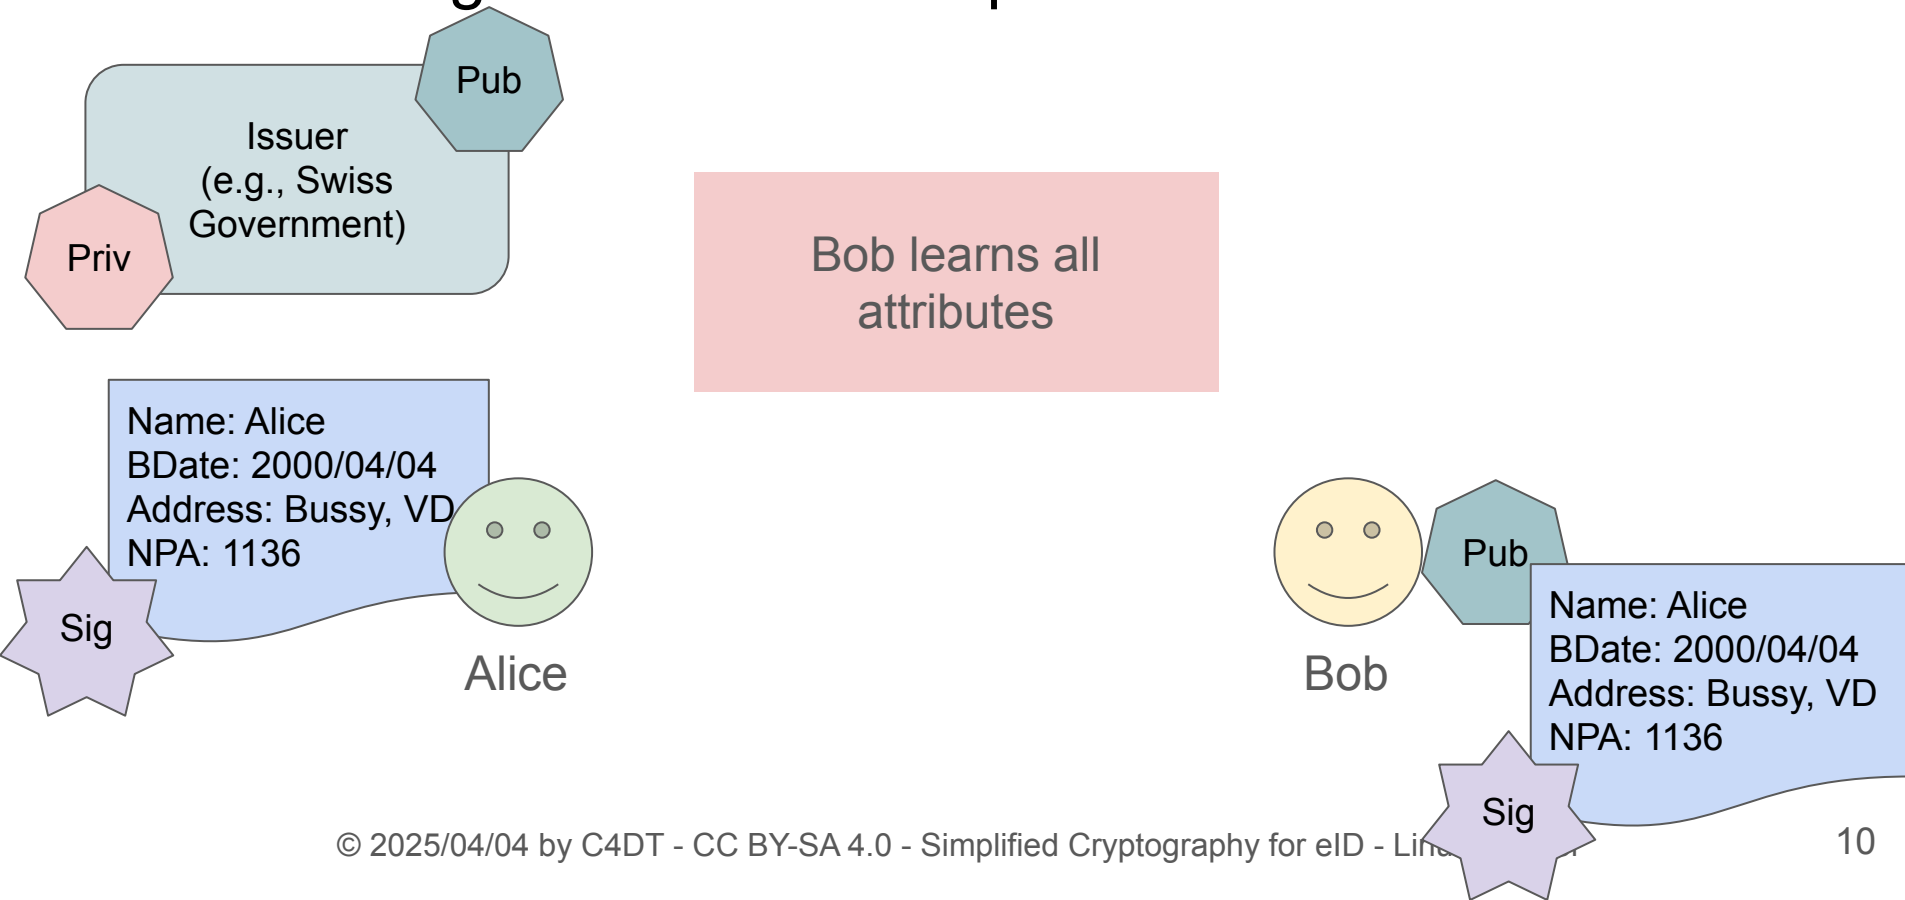 Pub
Issuer
(e.g., Swiss
Government)
Priv
Bob learns all
attributes
Name: Alice
BDate: 2000/04/04
Address: Bussy, VD
NPA: 1136
Sig
Alice
Bob
Pub
Name: Alice
BDate: 2000/04/04
Address: Bussy, VD
NPA: 1136
Sig
© 2025/04/04 by C4DT - CC BY-SA 4.0 - Simplified Cryptography for eID -
10